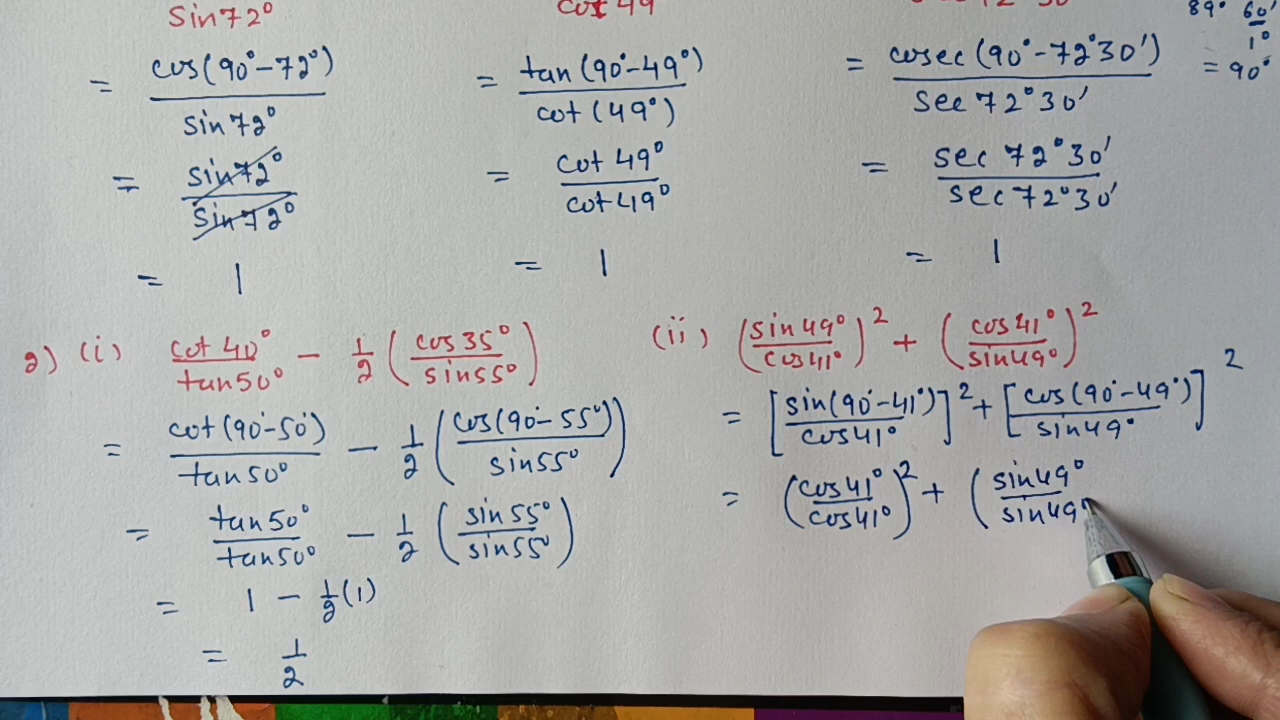 sin72°
= cos(90°-72°) / sin72°
= sin72° / sin72°
= 1
cot49
= tan(90°-49°) / cot(49°)
= cot49° / cot49°
= 1
= cosec(90°-72°30') / sec72°30'
= sec72°30' / sec72°30'
= 1
89° 60'
1°
= 90°
2) (i) cot40° / tan50° - 1/2 (cos35° / sin55°)
= cot(90°-50°) / tan50° - 1/2 (cos(90°-55°) / sin55°)
= tan50° / tan50° - 1/2 (sin55° / sin55°)
= 1 - 1/2(1)
= 1/2
(ii) (sin49° / cos41°)² + (cos41° / sin49°)²
= [sin(90°-41°) / cos41°]² + [cos(90°-49°) / sin49°]²
= (cos41° / cos41°)² + (sin49° / sin49°